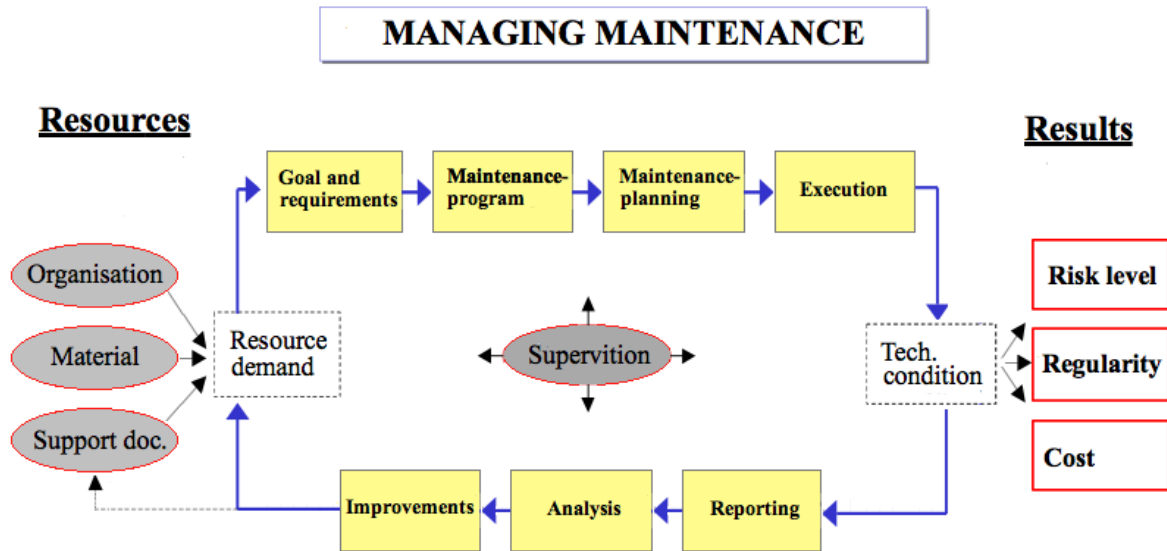 MANAGING MAINTENANCE
Resources
Results
Goal and
requirements
Maintenance-
program
Maintenance-
planning
Execution
Organisation
Material
Support doc.
Resource
demand
Supervition
Tech.
condition
Risk level
Regularity
Cost
Improvements
Analysis
Reporting